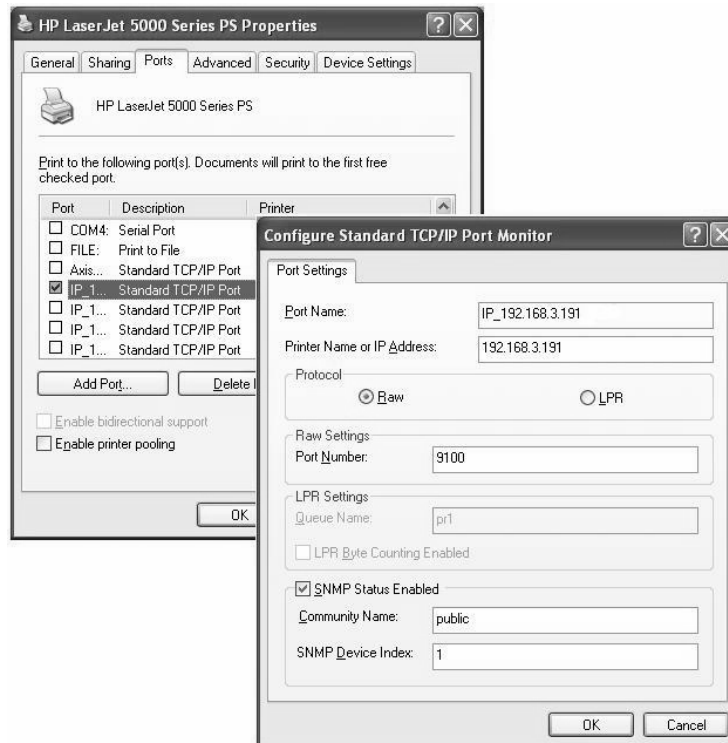 HP LaserJet 5000 Series PS Properties
General Sharing Ports Advanced Security Device Settings
HP LaserJet 5000 Series PS
Print to the following port(s). Documents will print to the first free
checked port.
Port Description Printer
COM4: Serial Port
FILE: Print to File
Axis... Standard TCP/IP Port
IP_1... Standard TCP/IP Port
IP_1... Standard TCP/IP Port
IP_1... Standard TCP/IP Port
IP_1... Standard TCP/IP Port
Add Port... Delete
Enable bidirectional support
Enable printer pooling
OK
Configure Standard TCP/IP Port Monitor
Port Settings
Port Name: IP_192.168.3.191
Printer Name or IP Address: 192.168.3.191
Protocol
Raw LPR
Raw Settings
Port Number: 9100
LPR Settings
Queue Name: pr1
LPR Byte Counting Enabled
SNMP Status Enabled
Community Name: public
SNMP Device Index: 1
OK Cancel